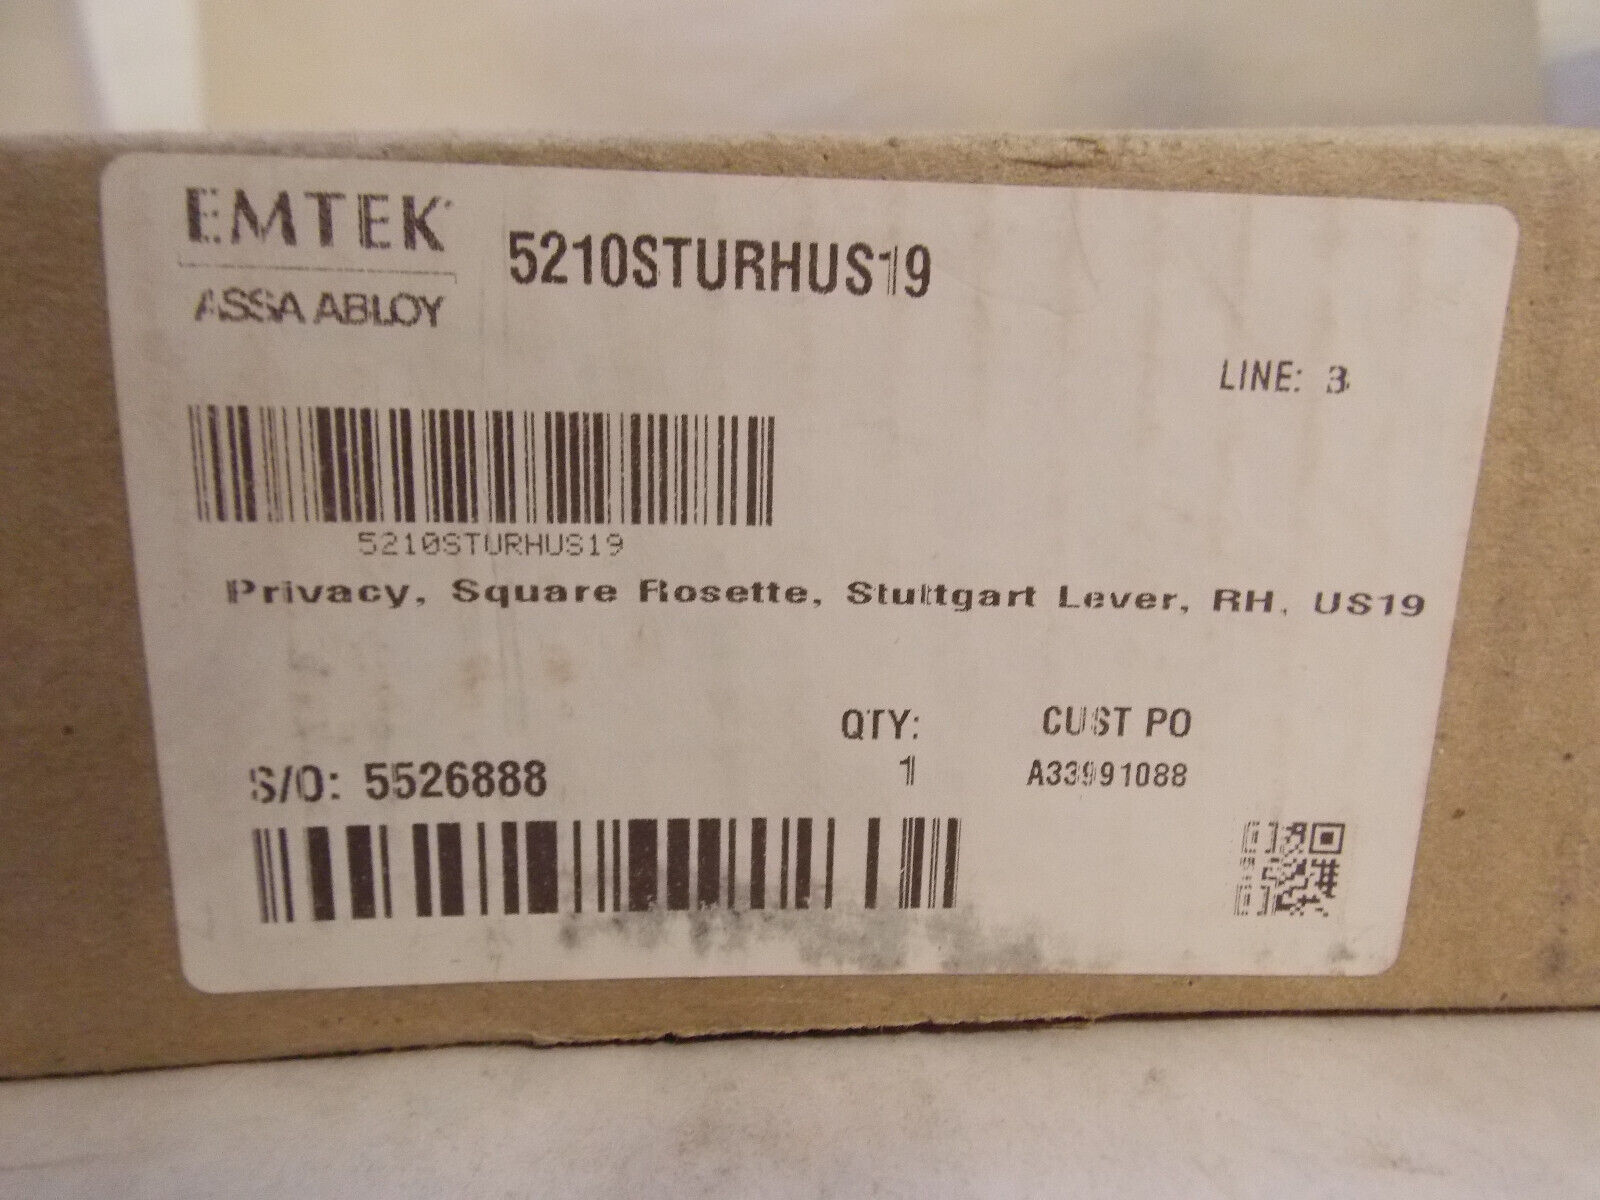 EMTEK
ASSA ABLOY
5210STURHUS19
LINE: 3
5210STURHUS19
Privacy, Square Rosette, Stuttgart Lever, RH, US19
QTY:
1
CUST PO
A33991088
S/O: 5526888